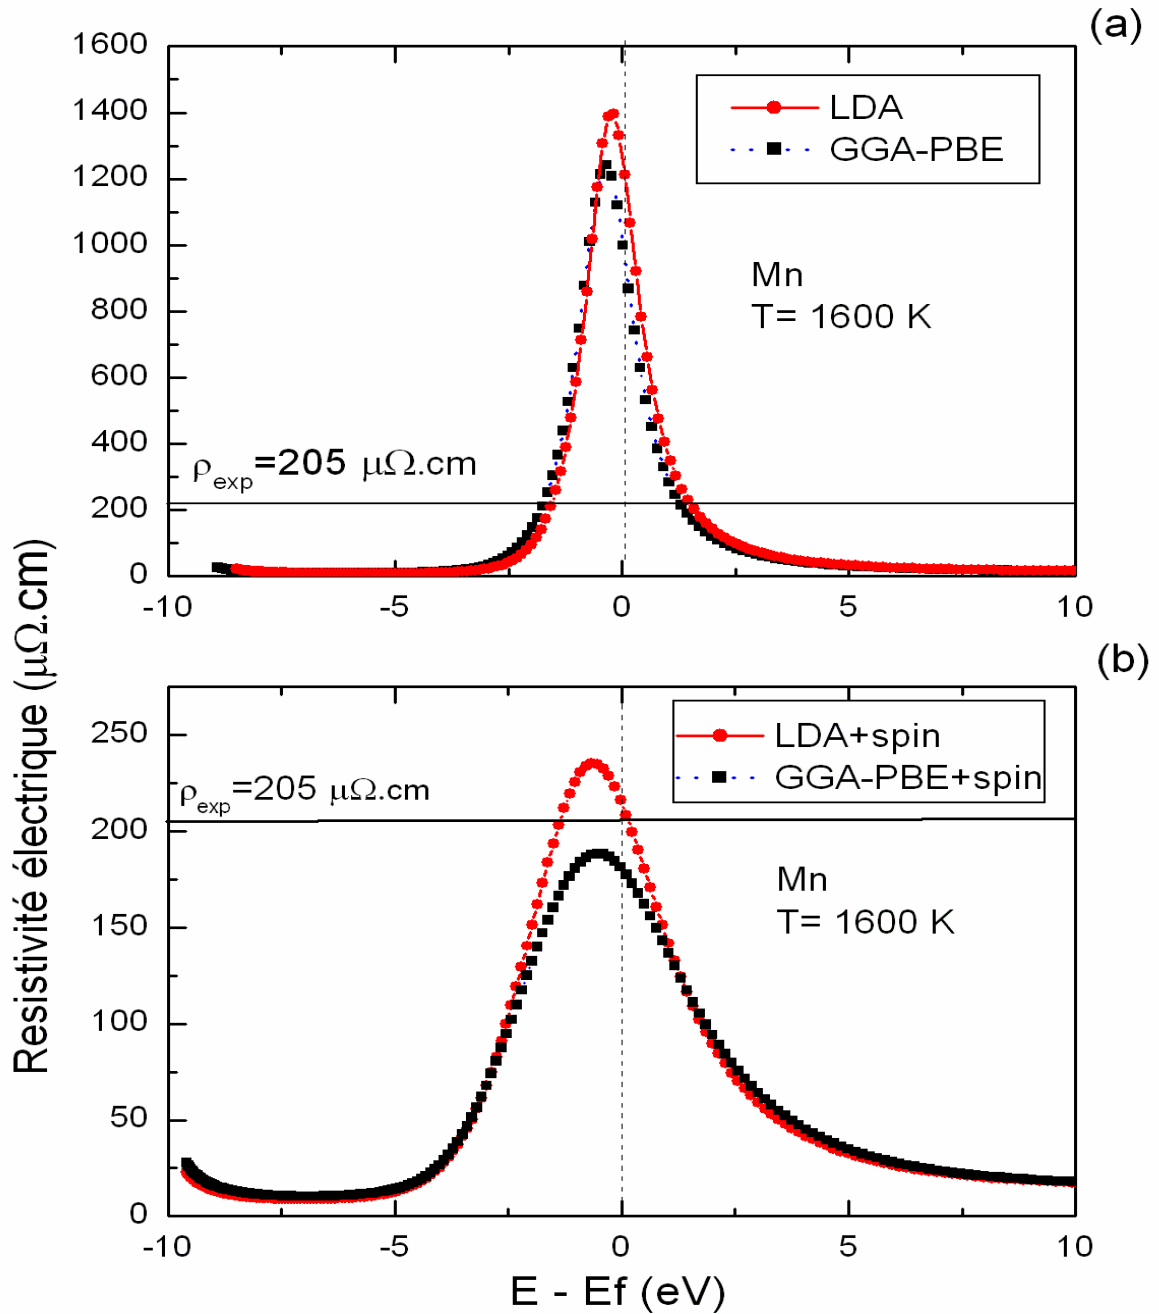 (a)
1600
1400
1200
1000
800
600
400
200
0
LDA
GGA-PBE
Mn
T= 1600 K
ρexp=205 μΩ.cm
-10 -5 0 5 10
(b)
250
200
150
100
50
0
LDA+spin
GGA-PBE+spin
ρexp=205 μΩ.cm
Mn
T= 1600 K
-10 -5 0 5 10
E - Ef (eV)
Resistivité électrique (μΩ.cm)